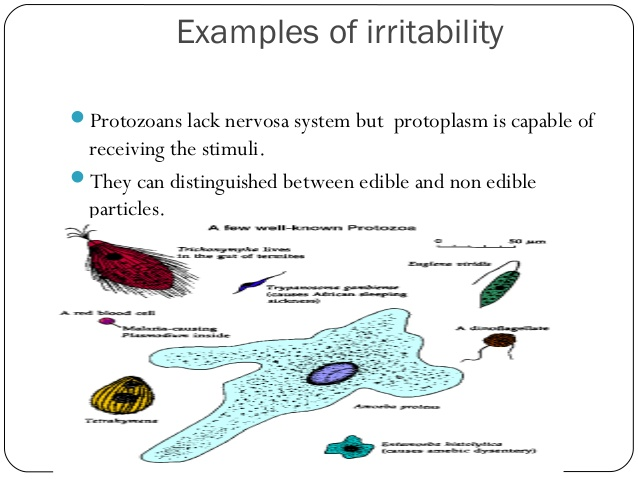 Examples of irritability
Protozoans lack nervosa system but protoplasm is capable of
receiving the stimuli.
They can distinguished between edible and non edible
particles.
A few well-known Protozoa
0 50 µm
Trichonympha lives
in the gut of termites
Euglena viridis
Trypanosoma gambiense
(causes African sleeping
sickness)
A red blood cell
Malaria-causing
Plasmodium inside
A dinoflagellate
Amoeba proteus
Tetrahymena
Entamoeba histolytica
(causes amebic dysentery)